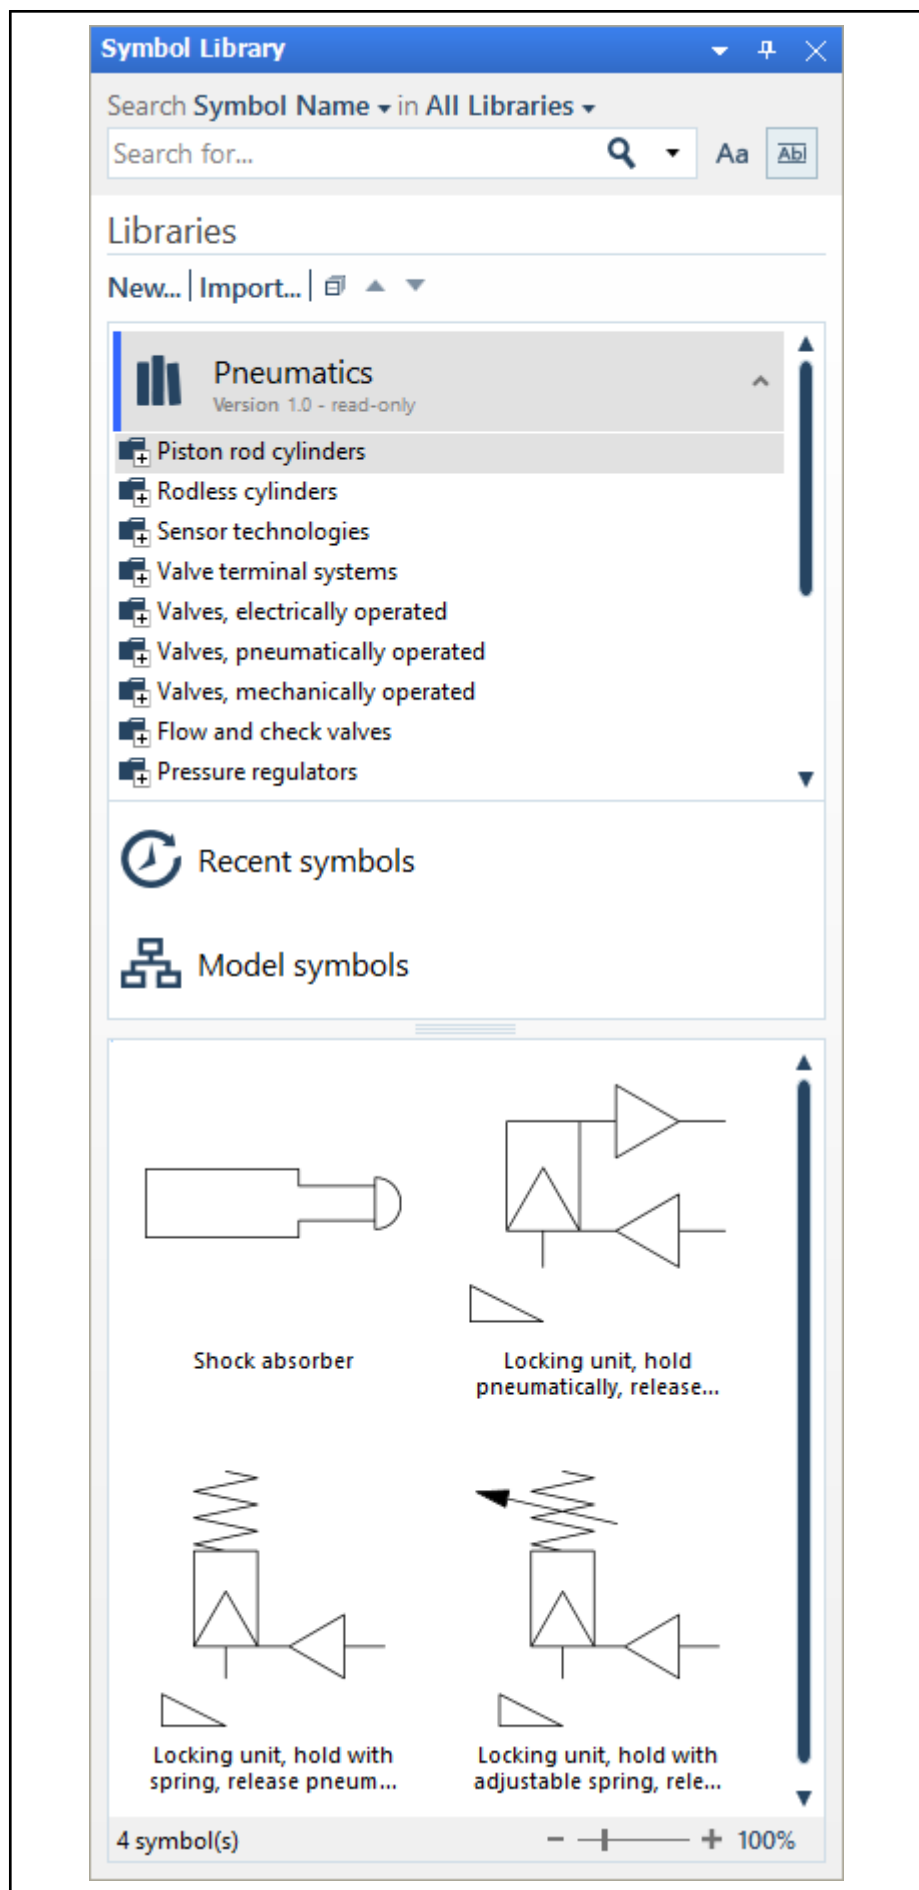 Symbol Library
Search Symbol Name in All Libraries
Search for...
Aa
Abl
Libraries
New... Import...
Pneumatics
Version 1.0 - read-only
Piston rod cylinders
Rodless cylinders
Sensor technologies
Valve terminal systems
Valves, electrically operated
Valves, pneumatically operated
Valves, mechanically operated
Flow and check valves
Pressure regulators
Recent symbols
Model symbols
Shock absorber
Locking unit, hold
pneumatically, release...
Locking unit, hold with
spring, release pneum...
Locking unit, hold with
adjustable spring, rele...
4 symbol(s)
100%